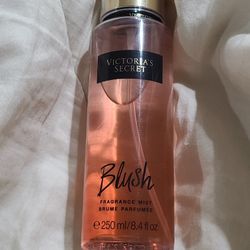 VICTORIA'S
SECRET
Blush
FRAGRANCE MIST
BRUME PARFUMÉE
℮ 250 ml/8.4 fl oz